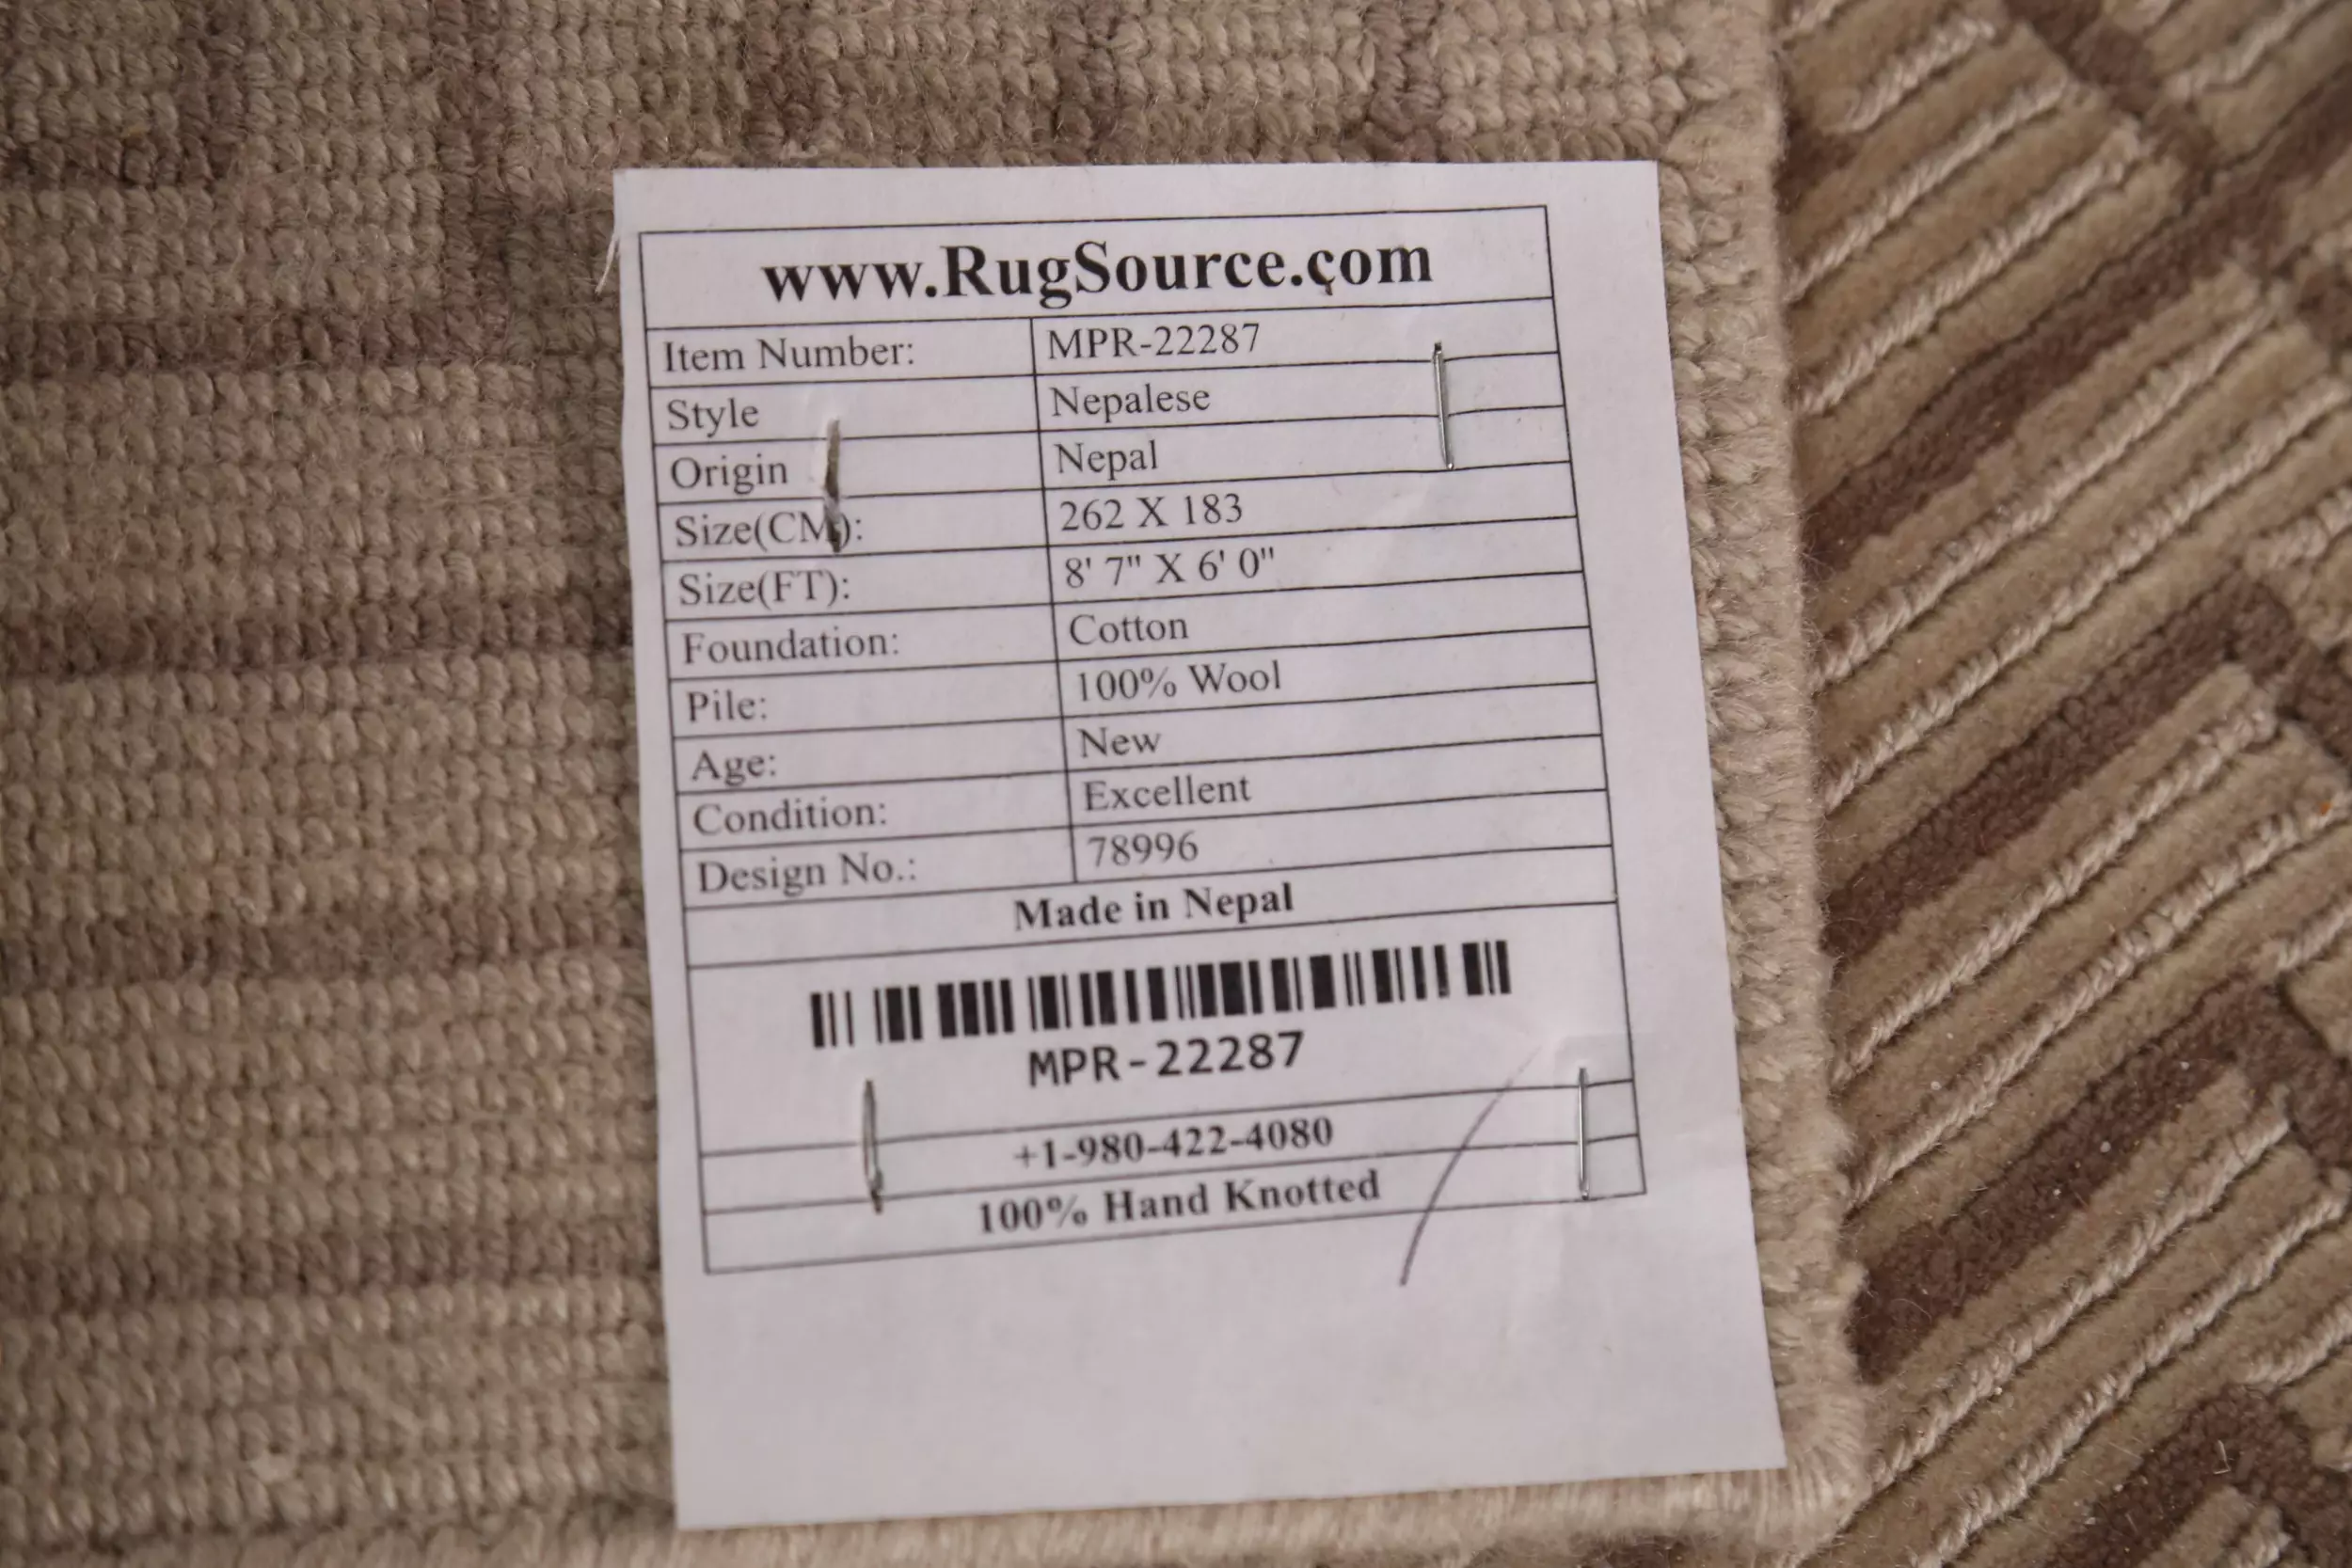 www.RugSource.com
Item Number: MPR-22287
Style Nepalese
Origin Nepal
Size(CM): 262 X 183
Size(FT): 8' 7" X 6' 0"
Foundation: Cotton
Pile: 100% Wool
Age: New
Condition: Excellent
Design No.: 78996
Made in Nepal
MPR-22287
+1-980-422-4080
100% Hand Knotted